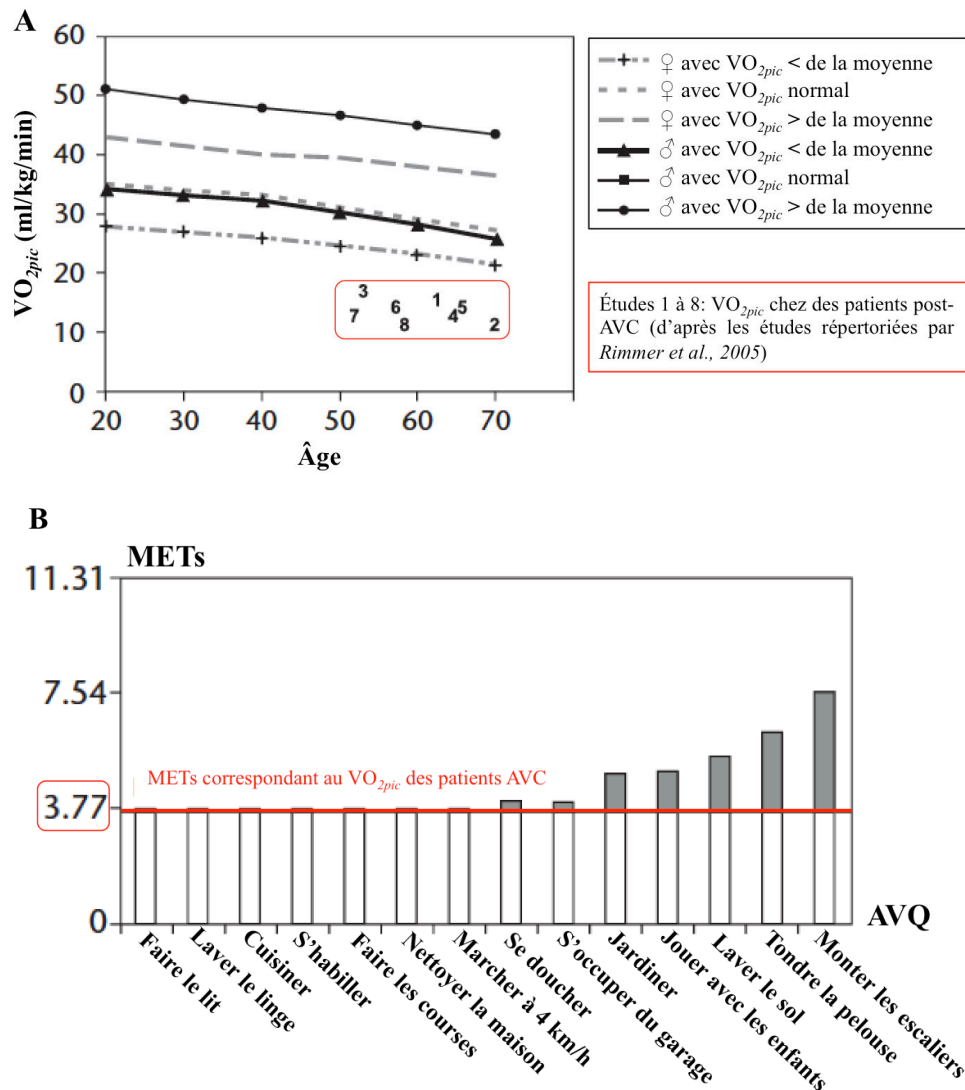 A
60
50
40
30
20
10
0
VO2pic (ml/kg/min)
20 30 40 50 60 70
Âge
3 7 6 8 1 4 5 2
♀ avec VO2pic < de la moyenne
♀ avec VO2pic normal
♀ avec VO2pic > de la moyenne
♂ avec VO2pic < de la moyenne
♂ avec VO2pic normal
♂ avec VO2pic > de la moyenne
Études 1 à 8: VO2pic chez des patients post-
AVC (d'après les études répertoriées par
Rimmer et al., 2005)
B
METs
11.31
7.54
3.77
0
METs correspondant au VO2pic des patients AVC
AVQ
Faire le lit
Laver le linge
Cuisiner
S'habiller
Faire les courses
Nettoyer la maison
Marcher à 4 km/h
Se doucher
S'occuper du garage
Jardiner
Jouer avec les enfants
Laver le sol
Tondre la pelouse
Monter les escaliers